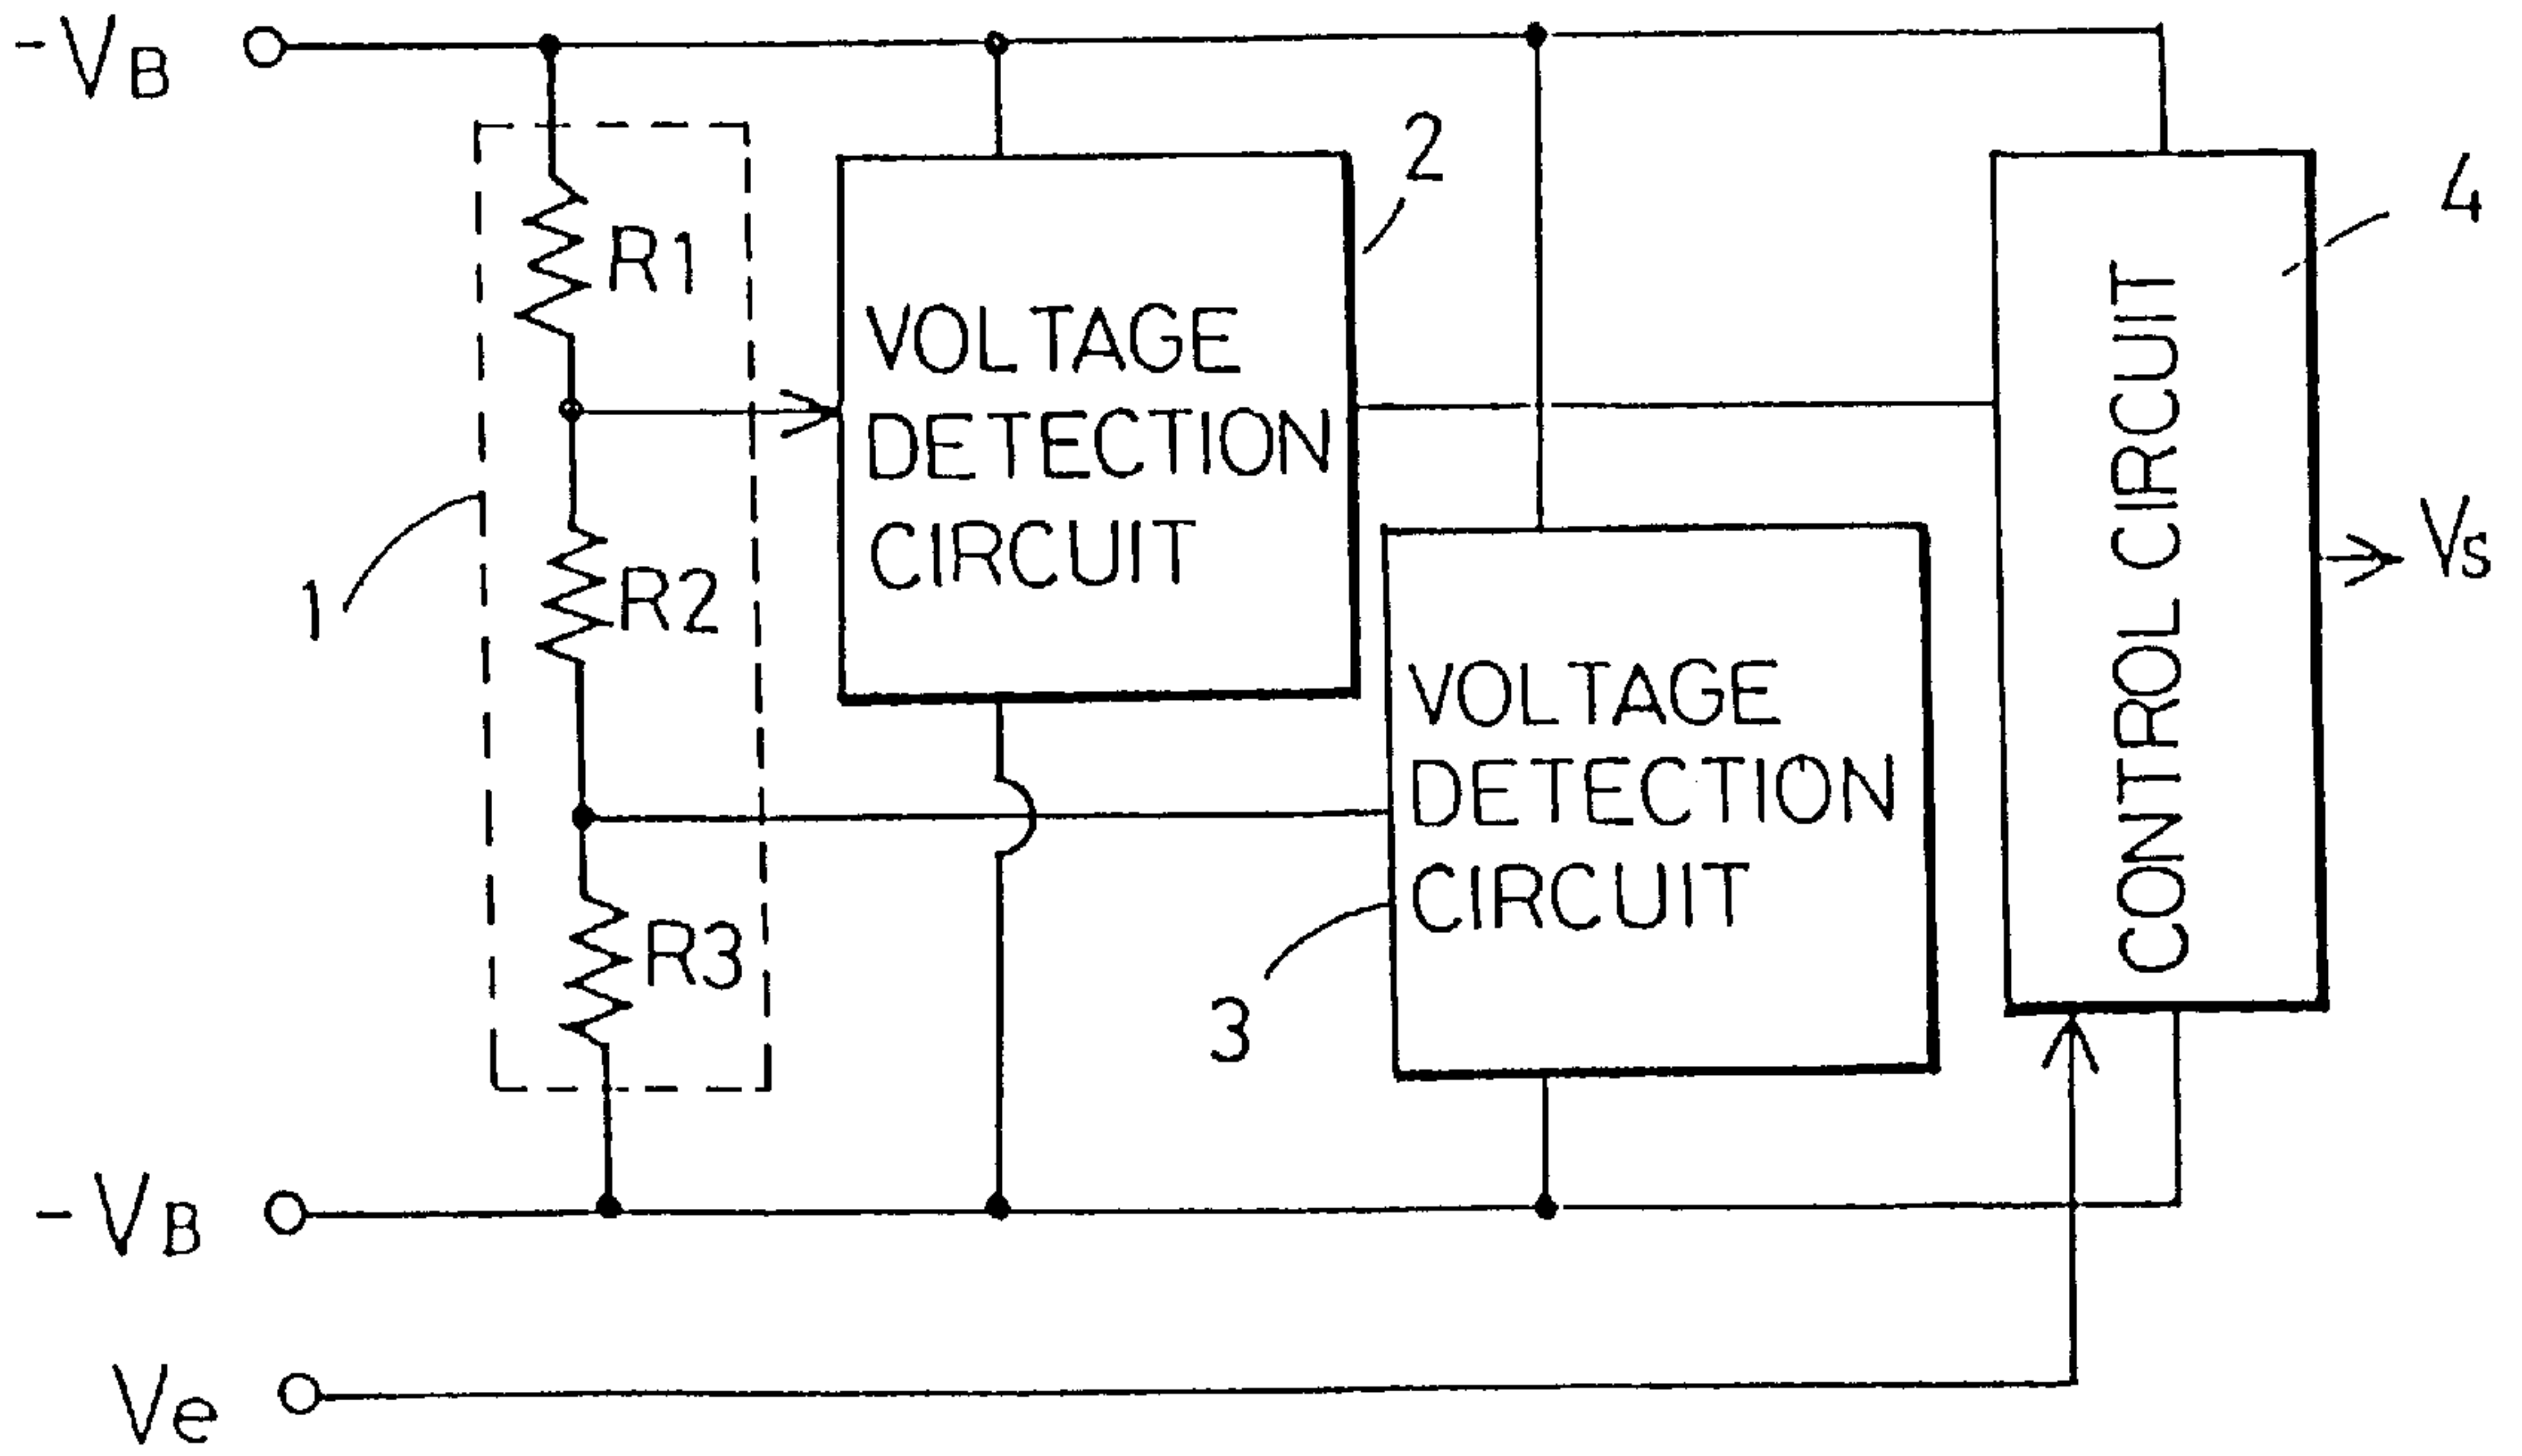 -VB
2
4
R1
VOLTAGE
DETECTION
CIRCUIT
CONTROL CIRCUIT
Vs
1
R2
VOLTAGE
DETECTION
CIRCUIT
R3
3
-VB
Ve